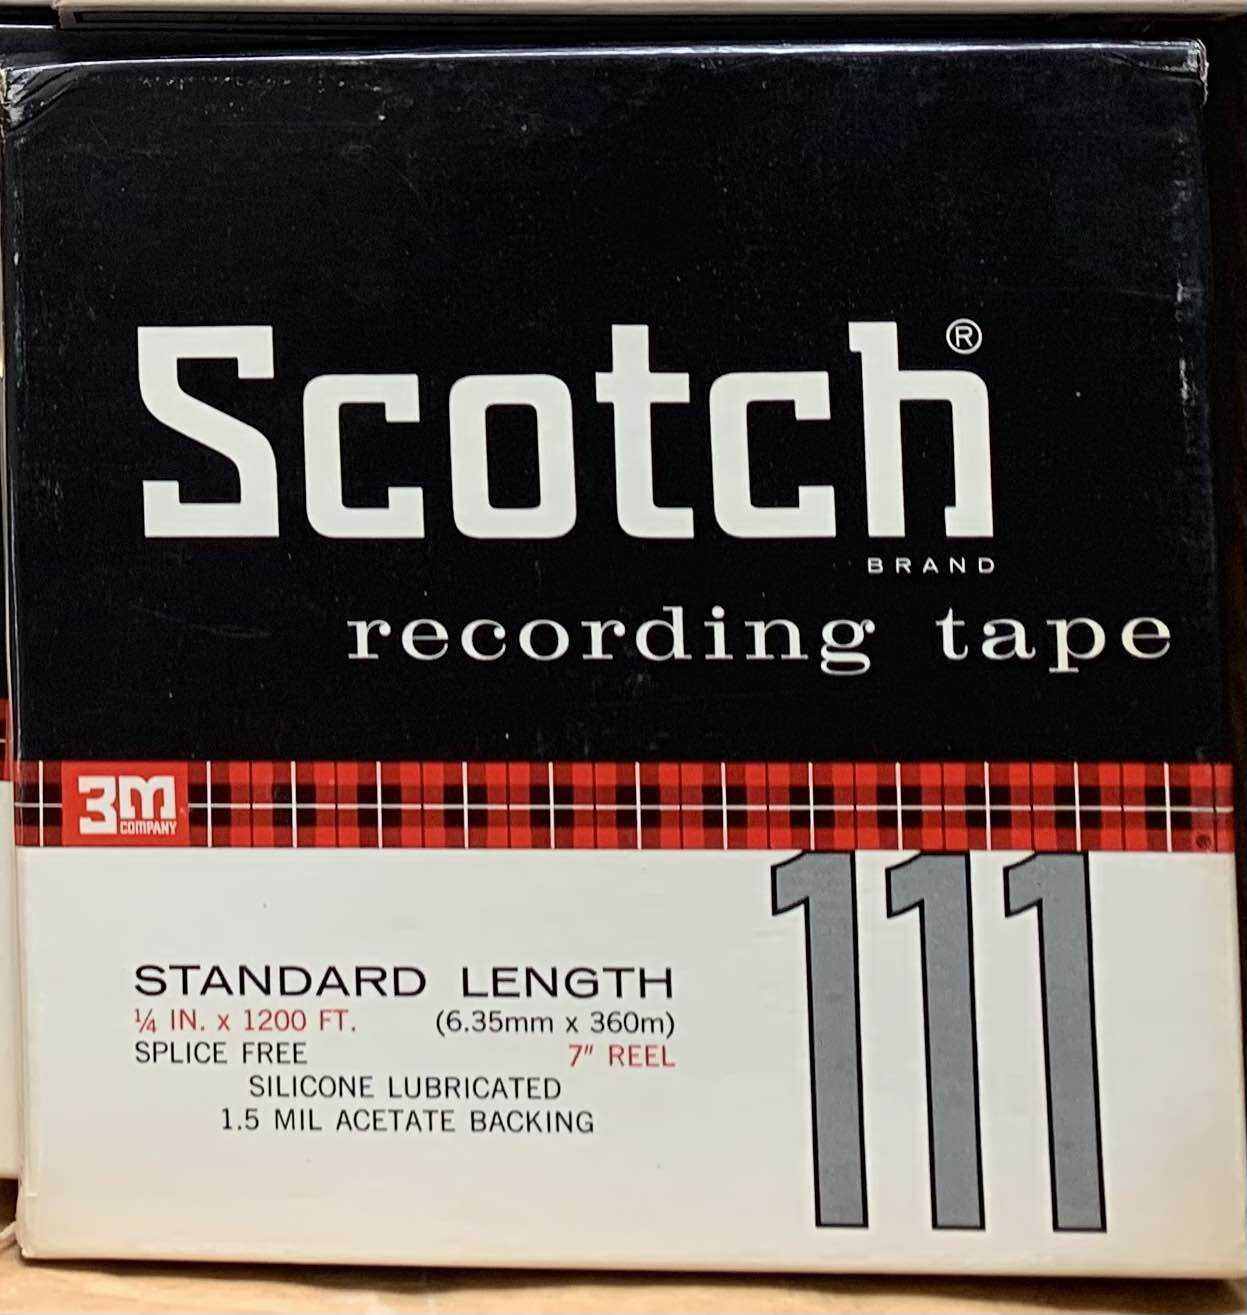 Scotch®
BRAND
recording tape
3M
COMPANY
111
STANDARD LENGTH
¼ IN. x 1200 FT. (6.35mm x 360m)
SPLICE FREE 7" REEL
SILICONE LUBRICATED
1.5 MIL ACETATE BACKING